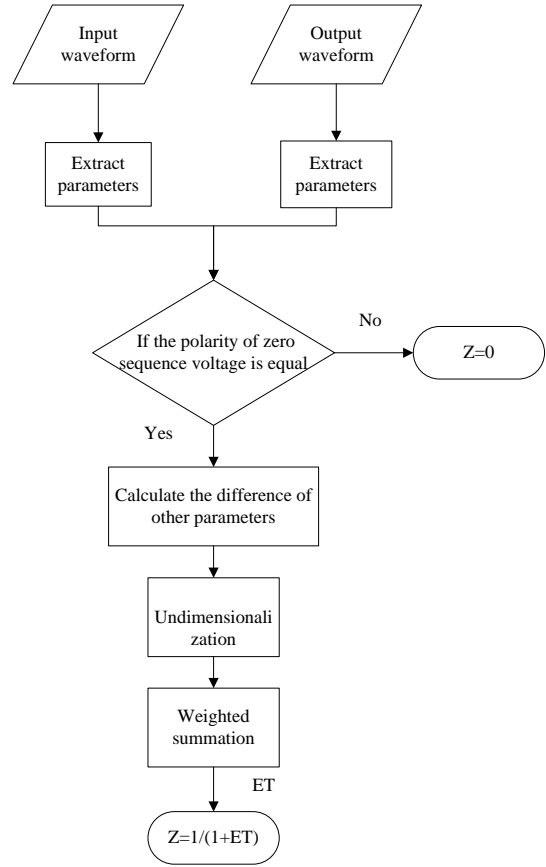 Input
waveform
Output
waveform
Extract
parameters
Extract
parameters
If the polarity of zero
sequence voltage is equal
No
Z=0
Yes
Calculate the difference of
other parameters
Undimensionali
zation
Weighted
summation
ET
Z=1/(1+ET)